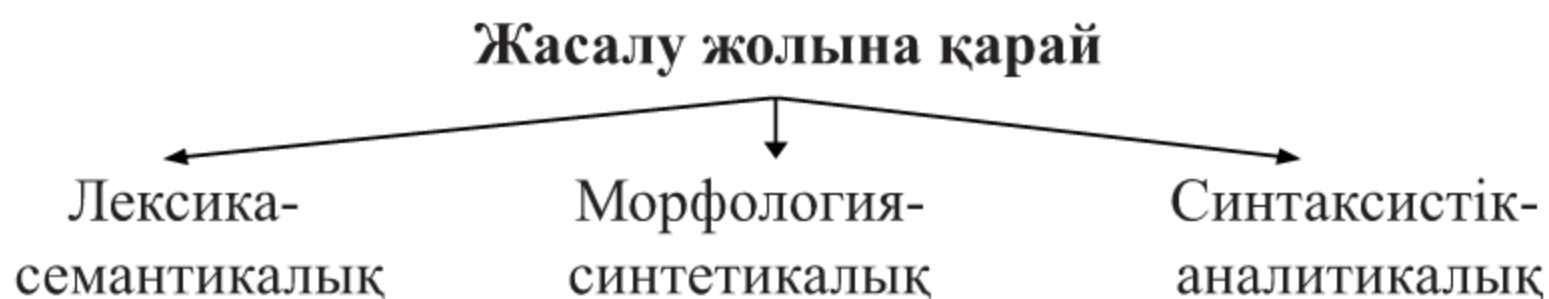 Жасалу жолына қарай
Лексика-
семантикалық
Морфология-
синтетикалық
Синтаксистік-
аналитикалық